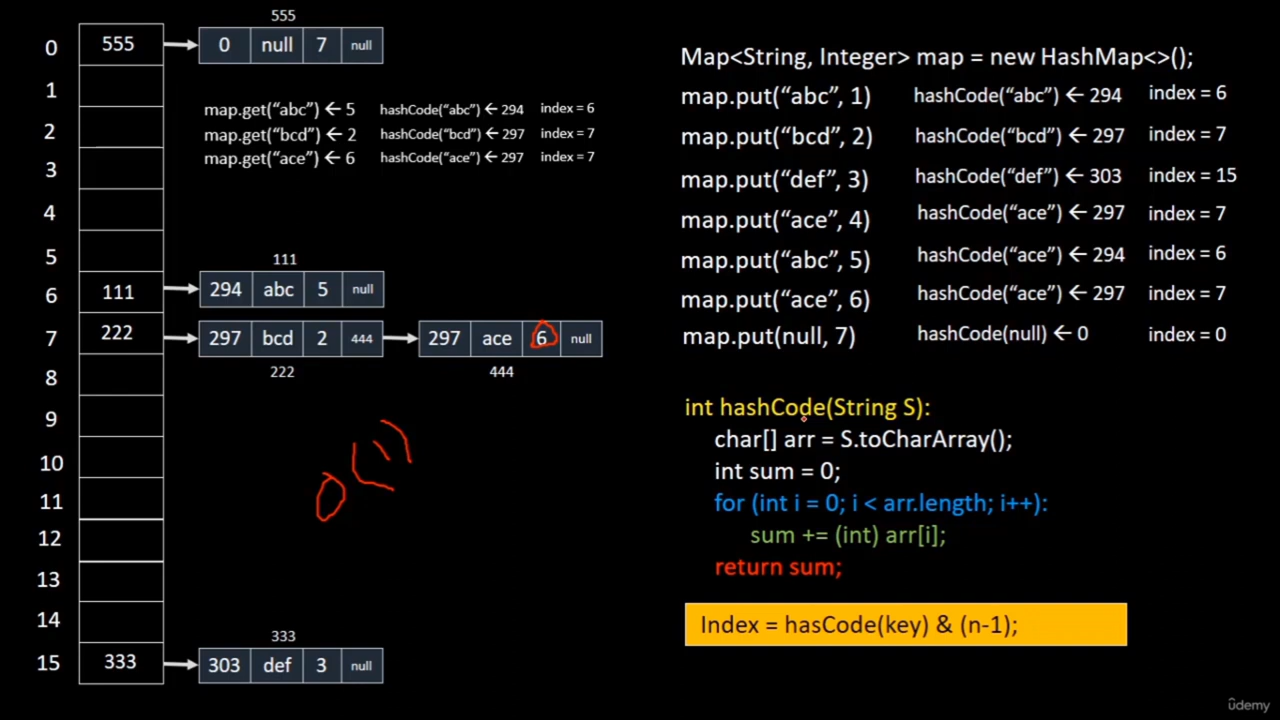 555
0 555 0 null 7 null
1
2
3
4
5
map.get(“abc”) ← 5 hashCode(“abc”) ← 294 index = 6
map.get(“bcd”) ← 2 hashCode(“bcd”) ← 297 index = 7
map.get(“ace”) ← 6 hashCode(“ace”) ← 297 index = 7
111
6 111 294 abc 5 null
7 222 297 bcd 2 444 297 ace 6 null
222 444
8
9
10
11
12
13
14
O(1)
333
15 333 303 def 3 null
Map<String, Integer> map = new HashMap<>();
map.put(“abc”, 1) hashCode(“abc”) ← 294 index = 6
map.put(“bcd”, 2) hashCode(“bcd”) ← 297 index = 7
map.put(“def”, 3) hashCode(“def”) ← 303 index = 15
map.put(“ace”, 4) hashCode(“ace”) ← 297 index = 7
map.put(“abc”, 5) hashCode(“ace”) ← 294 index = 6
map.put(“ace”, 6) hashCode(“ace”) ← 297 index = 7
map.put(null, 7) hashCode(null) ← 0 index = 0
int hashCode(String S):
char[] arr = S.toCharArray();
int sum = 0;
for (int i = 0; i < arr.length; i++):
sum += (int) arr[i];
return sum;
Index = hasCode(key) & (n-1);
ûdemy